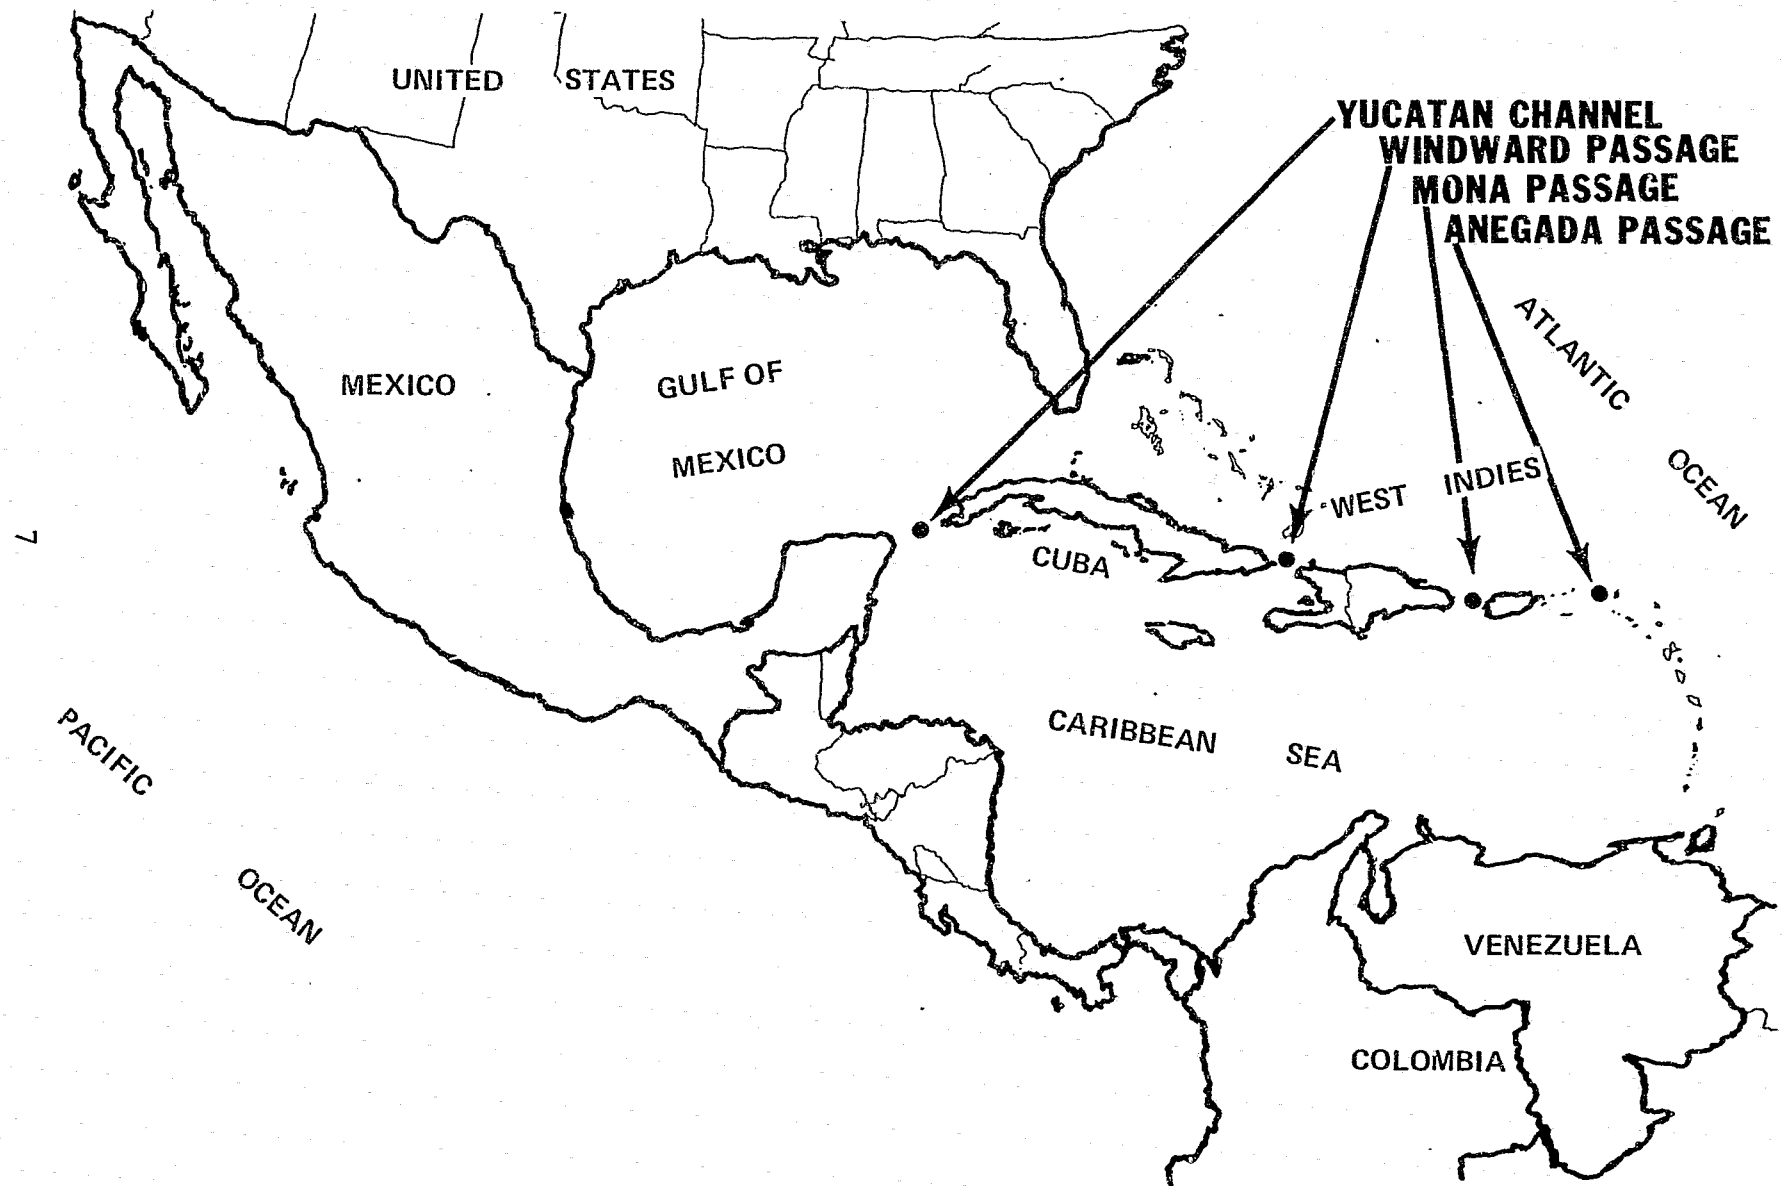 UNITED STATES
YUCATAN CHANNEL
WINDWARD PASSAGE
MONA PASSAGE
ANEGADA PASSAGE
ATLANTIC
OCEAN
MEXICO
GULF OF
MEXICO
WEST INDIES
CUBA
7
CARIBBEAN SEA
PACIFIC
OCEAN
VENEZUELA
COLOMBIA